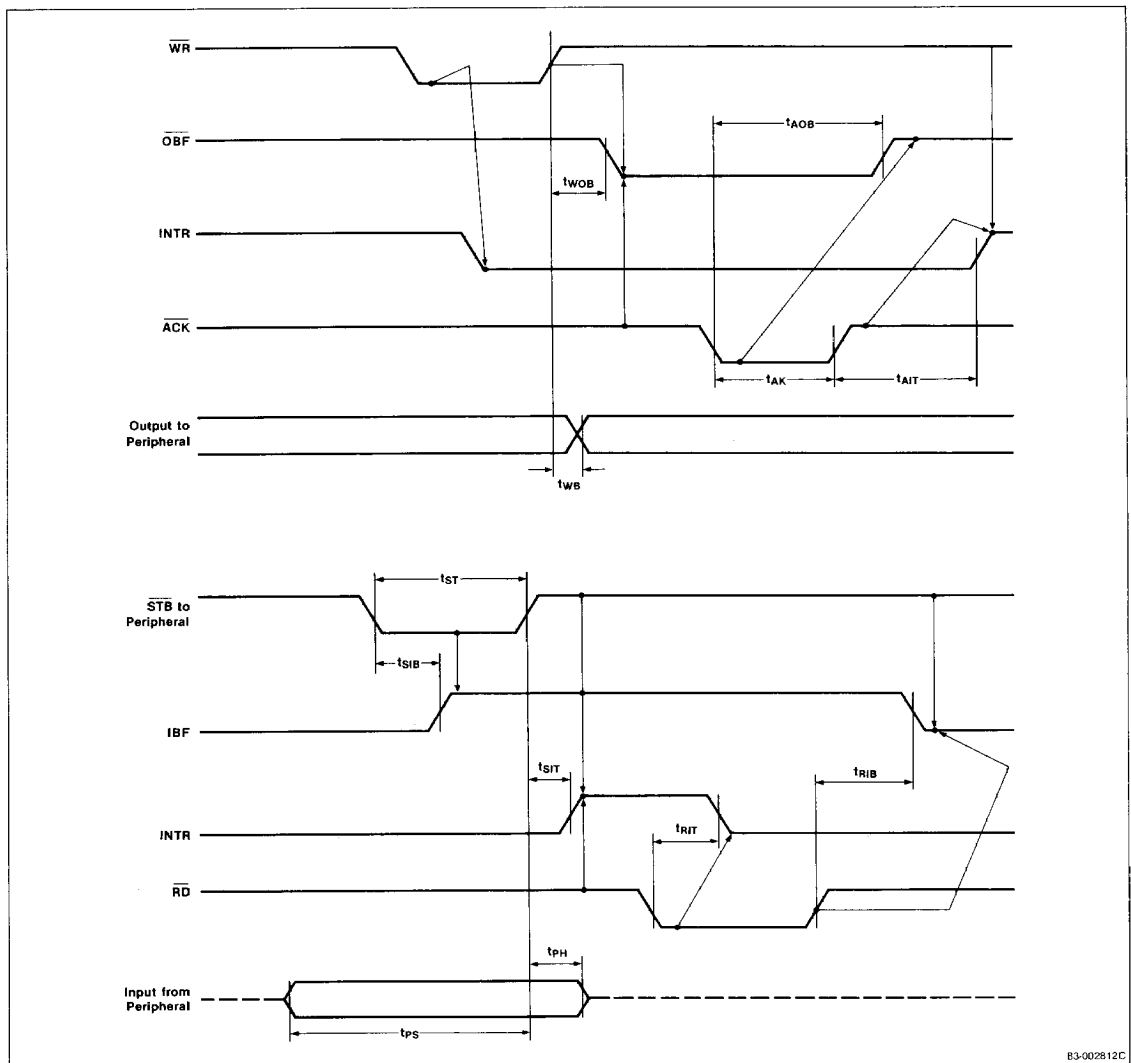 WR
tAOB
OBF
tWOB
INTR
ACK
tAK
tAIT
Output to
Peripheral
tWB
tST
STB to
Peripheral
tSIB
IBF
tSIT
tRIB
INTR
tRIT
RD
tPH
Input from
Peripheral
tPS
83-002812C